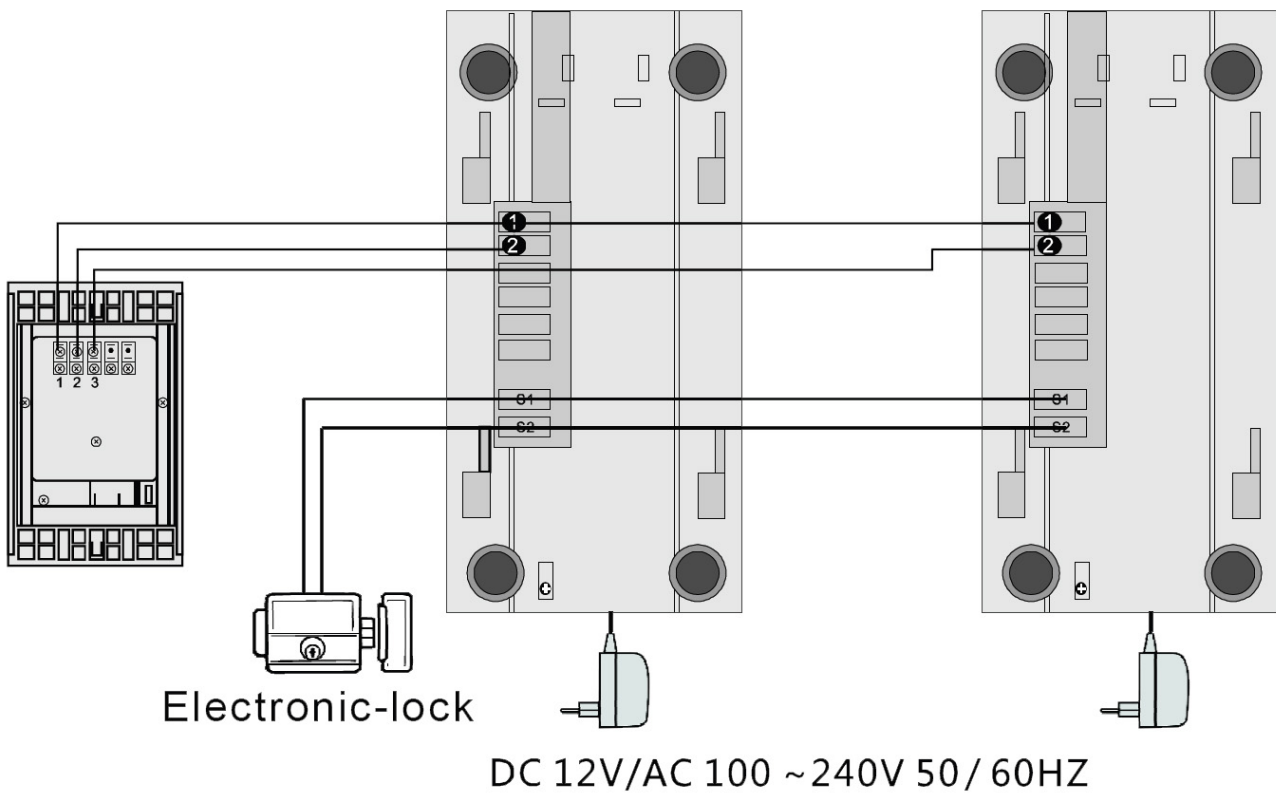 1 1
2 2
1 2 3
S1 S1
S2 S2
Electronic-lock
DC 12V/AC 100 ~240V 50/ 60HZ